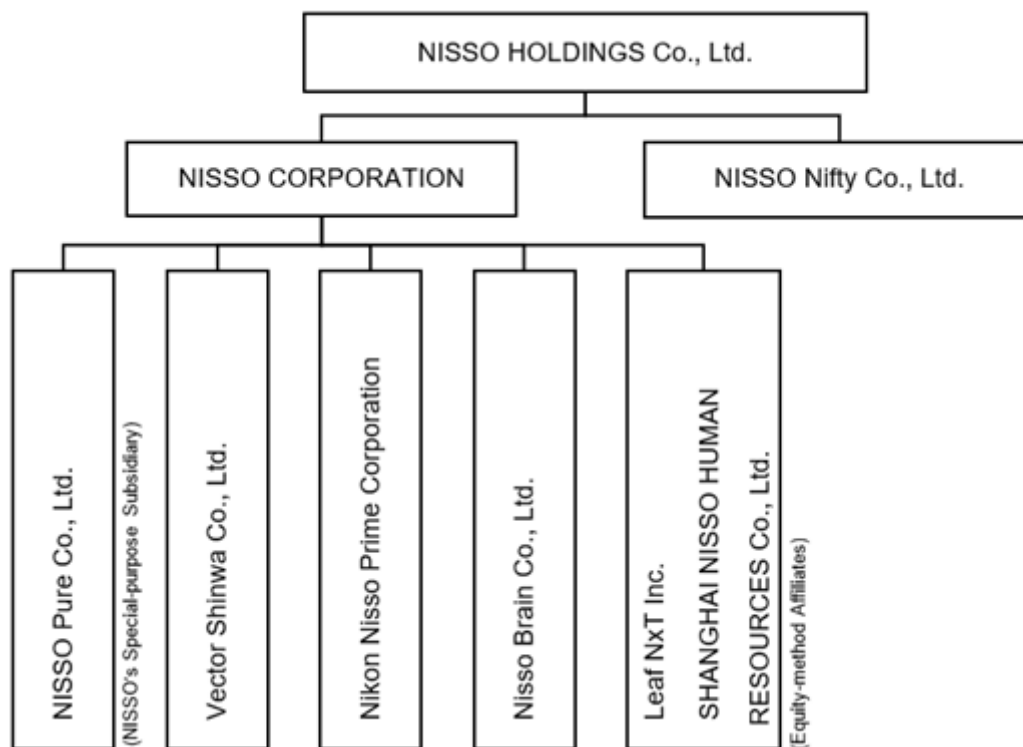 NISSO HOLDINGS Co., Ltd.
NISSO CORPORATION
NISSO Nifty Co., Ltd.
NISSO Pure Co., Ltd.
(NISSO's Special-purpose Subsidiary)
Vector Shinwa Co., Ltd.
Nikon Nisso Prime Corporation
Nisso Brain Co., Ltd.
Leaf NxT Inc.
SHANGHAI NISSO HUMAN
RESOURCES Co., Ltd.
(Equity-method Affiliates)